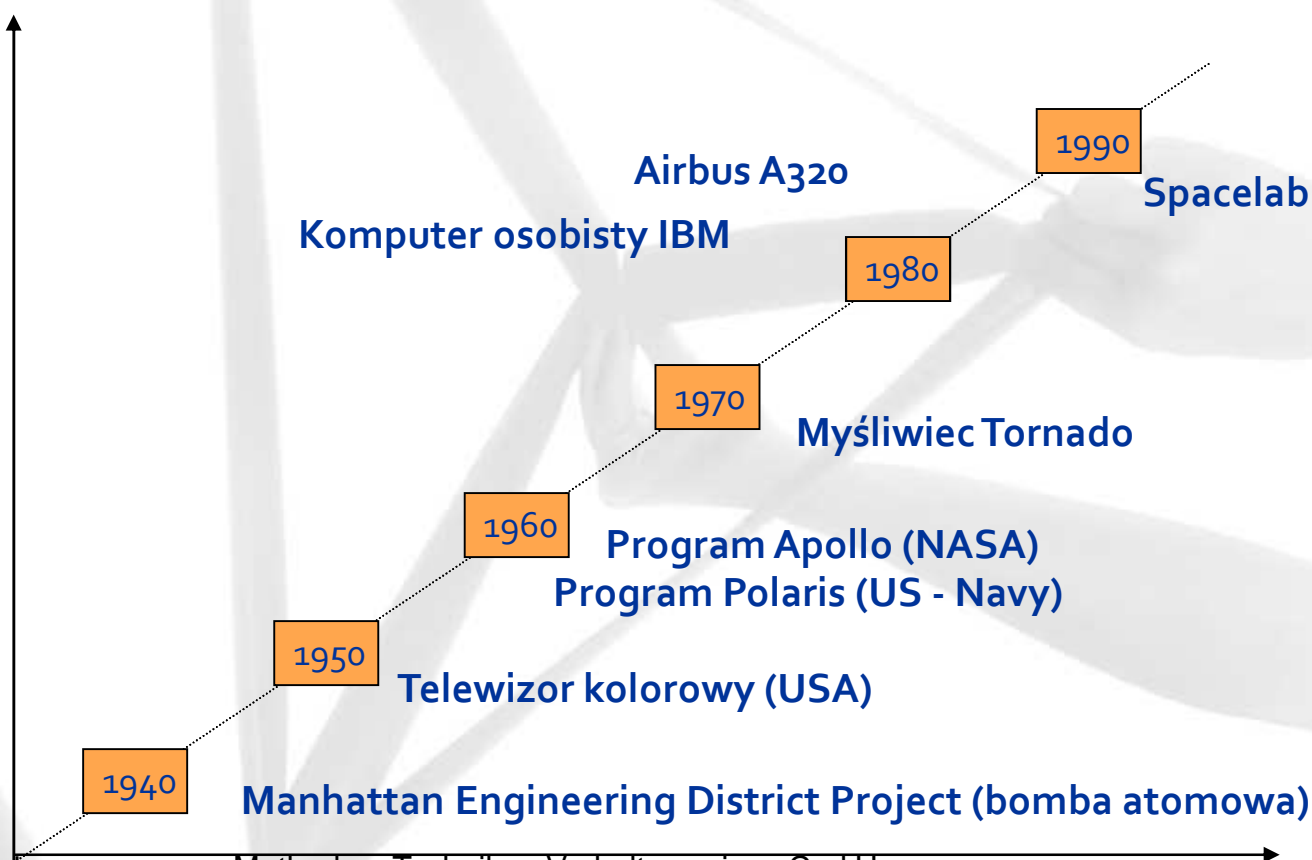 1990
Airbus A320
Spacelab
Komputer osobisty IBM
1980
1970
Myśliwiec Tornado
1960
Program Apollo (NASA)
Program Polaris (US - Navy)
1950
Telewizor kolorowy (USA)
1940
Manhattan Engineering District Project (bomba atomowa)